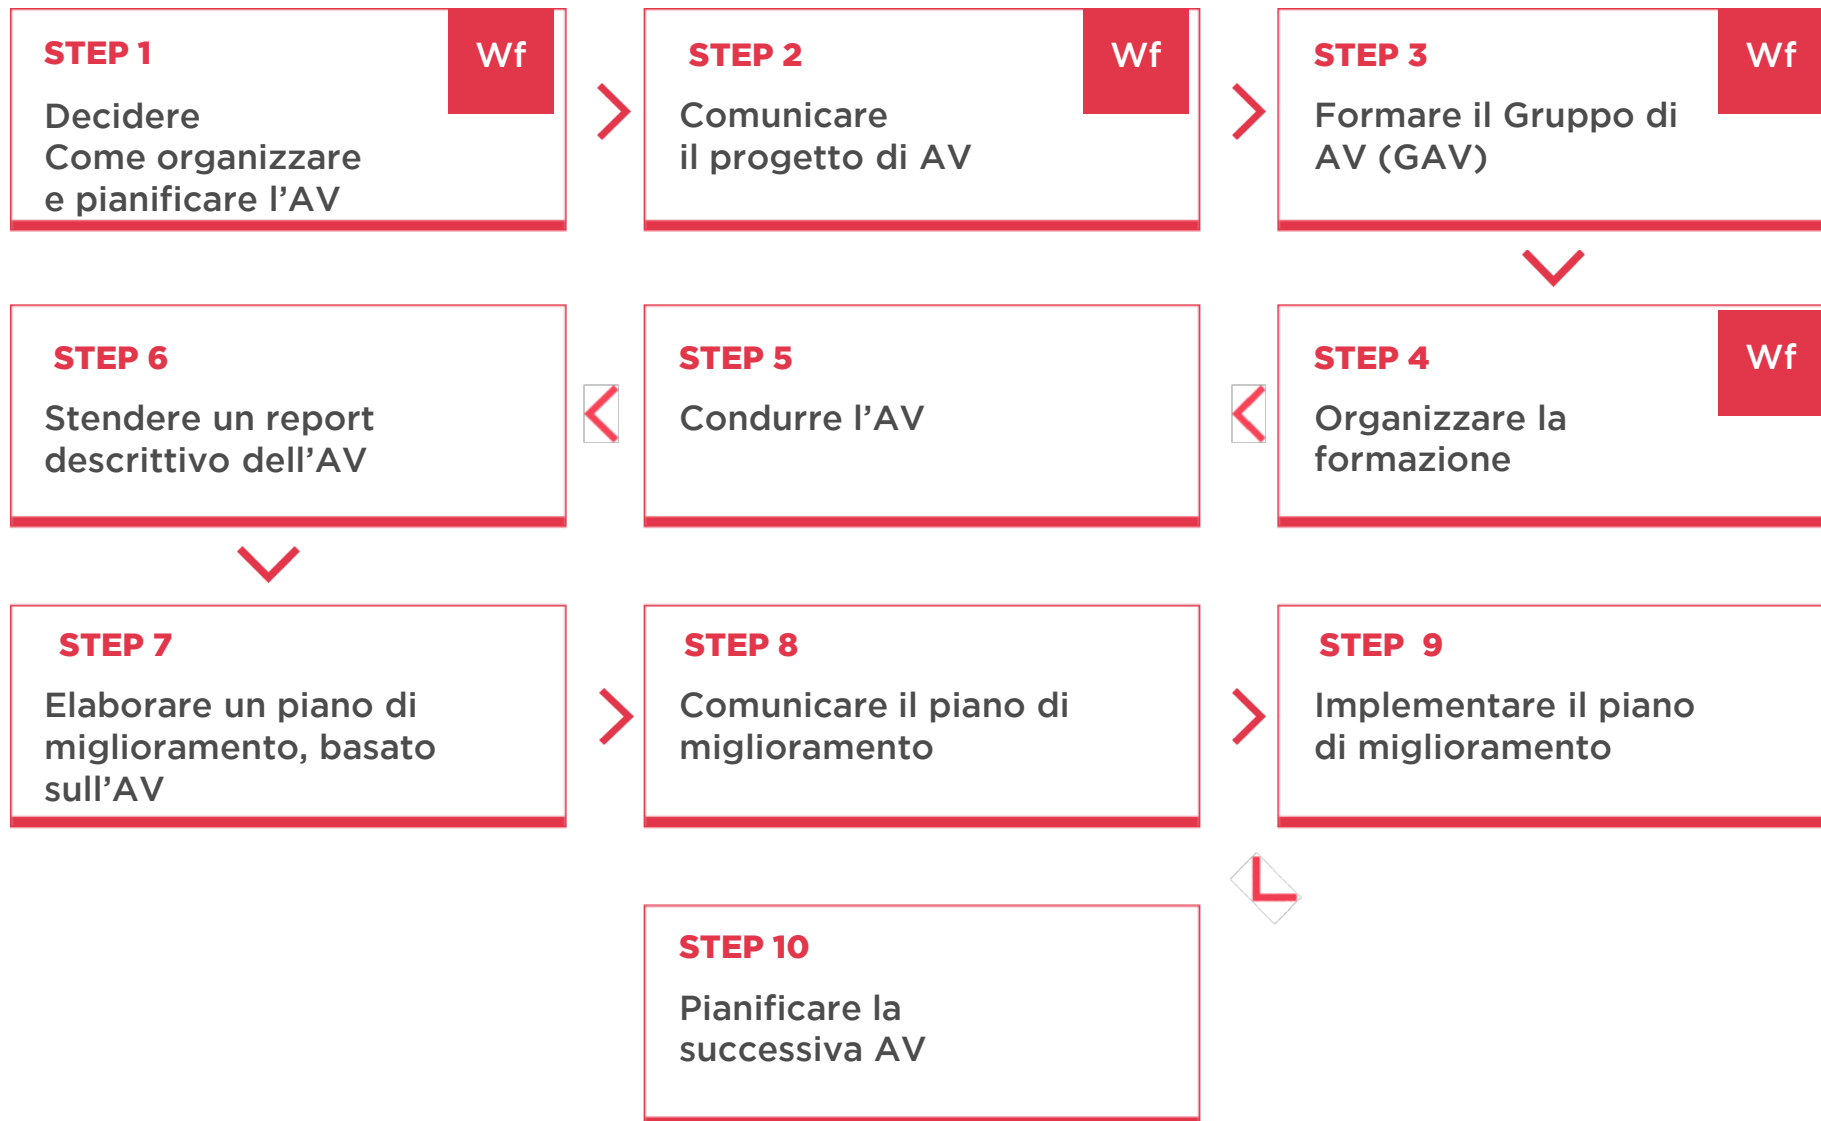 STEP 1
Wf
Decidere
Come organizzare
e pianificare l'AV
STEP 2
Wf
Comunicare
il progetto di AV
STEP 3
Wf
Formare il Gruppo di
AV (GAV)
STEP 4
Wf
Organizzare la
formazione
STEP 5
Condurre l'AV
STEP 6
Stendere un report
descrittivo dell'AV
STEP 7
Elaborare un piano di
miglioramento, basato
sull'AV
STEP 8
Comunicare il piano di
miglioramento
STEP 9
Implementare il piano
di miglioramento
STEP 10
Pianificare la
successiva AV